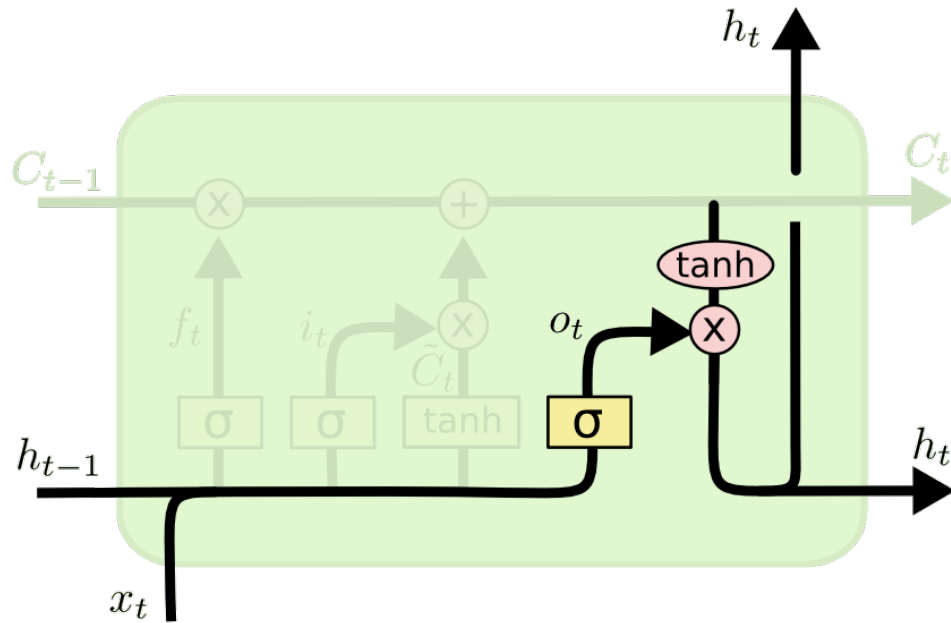 h_t
C_{t-1}
C_t
x
+
tanh
f_t
i_t
x
o_t
x
C̃_t
σ
σ
tanh
σ
h_{t-1}
h_t
x_t